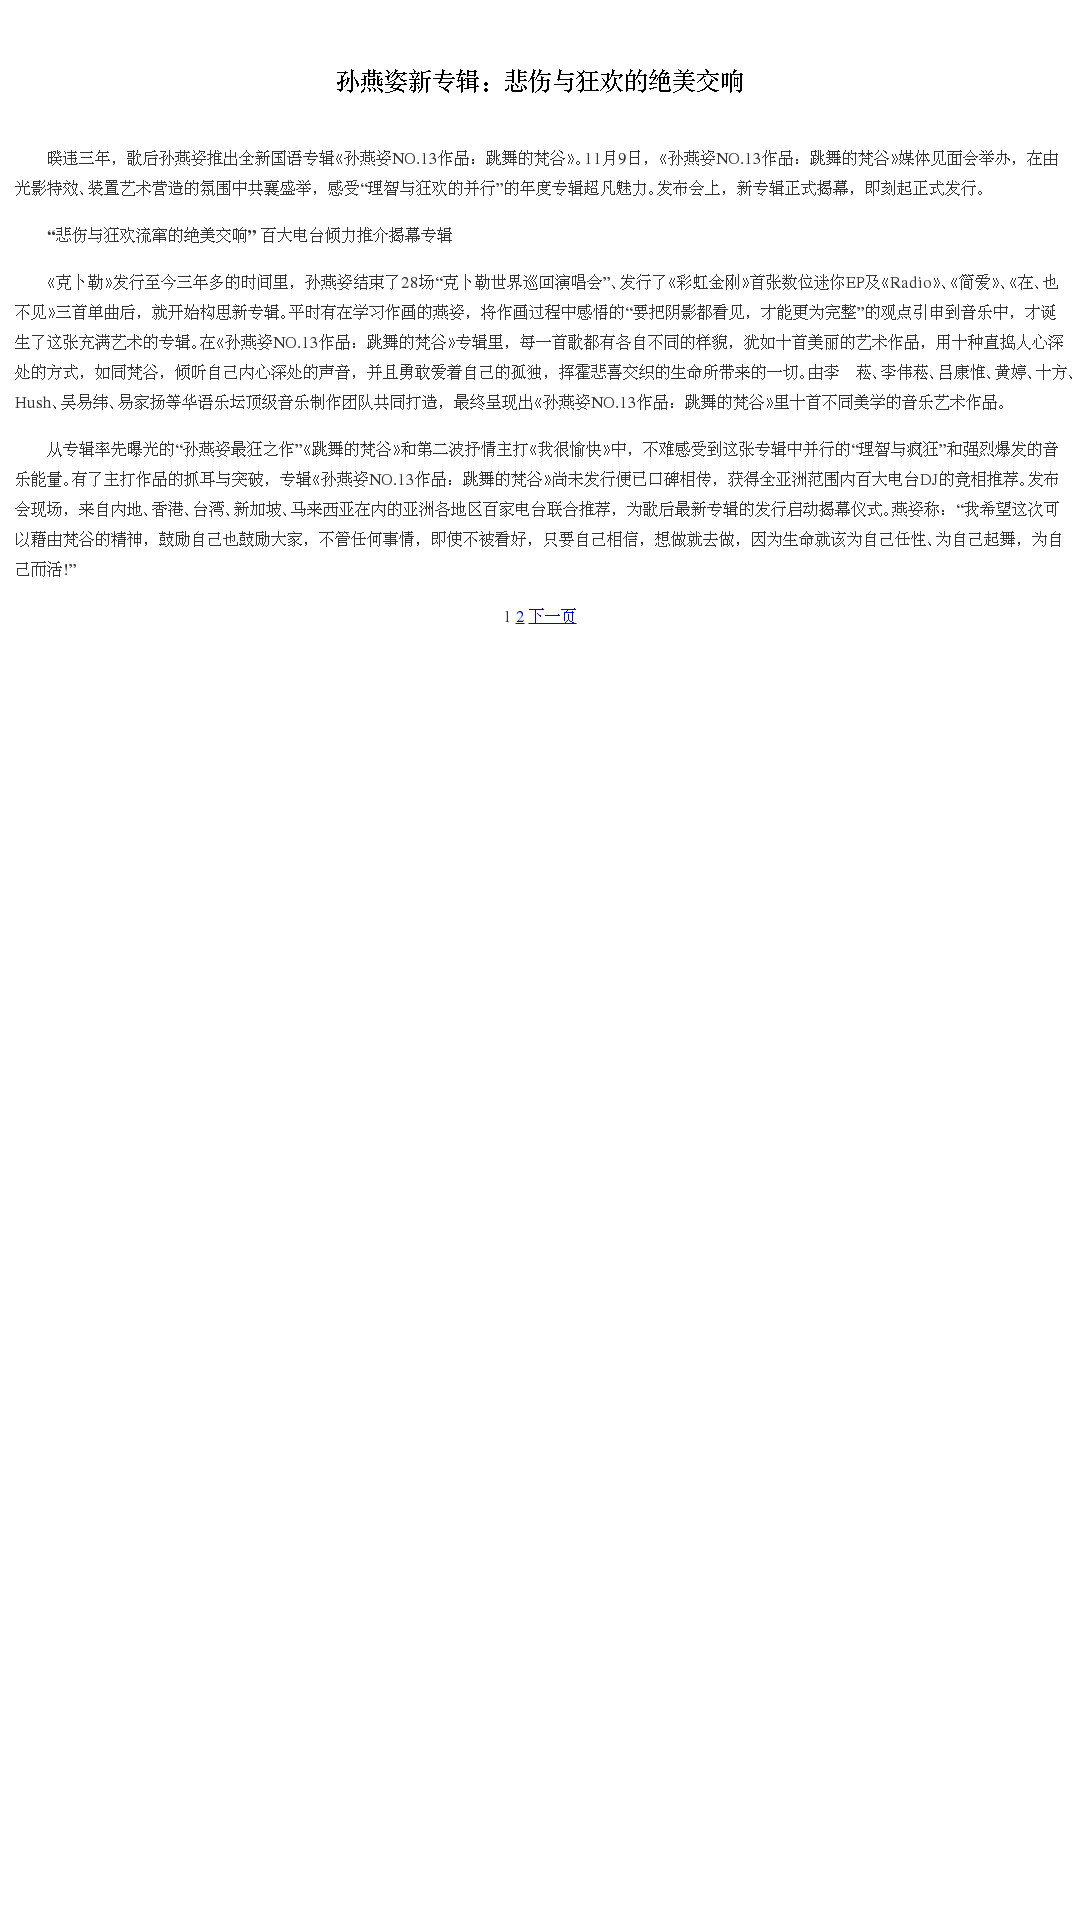 孙燕姿新专辑：悲伤与狂欢的绝美交响
暌违三年，歌后孙燕姿推出全新国语专辑《孙燕姿NO.13作品：跳舞的梵谷》。11月9日，《孙燕姿NO.13作品：跳舞的梵谷》媒体见面会举办，在由
光影特效、装置艺术营造的氛围中共襄盛举，感受“理智与狂欢的并行”的年度专辑超凡魅力。发布会上，新专辑正式揭幕，即刻起正式发行。
“悲伤与狂欢流窜的绝美交响” 百大电台倾力推介揭幕专辑
《克卜勒》发行至今三年多的时间里，孙燕姿结束了28场“克卜勒世界巡回演唱会”、发行了《彩虹金刚》首张数位迷你EP及《Radio》、《简爱》、《在、也
不见》三首单曲后，就开始构思新专辑。平时有在学习作画的燕姿，将作画过程中感悟的“要把阴影都看见，才能更为完整”的观点引申到音乐中，才诞
生了这张充满艺术的专辑。在《孙燕姿NO.13作品：跳舞的梵谷》专辑里，每一首歌都有各自不同的样貌，犹如十首美丽的艺术作品，用十种直捣人心深
处的方式，如同梵谷，倾听自己内心深处的声音，并且勇敢爱着自己的孤独，挥霍悲喜交织的生命所带来的一切。由李　菘、李伟菘、吕康惟、黄婷、十方、
Hush、吴易纬、易家扬等华语乐坛顶级音乐制作团队共同打造，最终呈现出《孙燕姿NO.13作品：跳舞的梵谷》里十首不同美学的音乐艺术作品。
从专辑率先曝光的“孙燕姿最狂之作”《跳舞的梵谷》和第二波抒情主打《我很愉快》中，不难感受到这张专辑中并行的“理智与疯狂”和强烈爆发的音
乐能量。有了主打作品的抓耳与突破，专辑《孙燕姿NO.13作品：跳舞的梵谷》尚未发行便已口碑相传，获得全亚洲范围内百大电台DJ的竞相推荐。发布
会现场，来自内地、香港、台湾、新加坡、马来西亚在内的亚洲各地区百家电台联合推荐，为歌后最新专辑的发行启动揭幕仪式。燕姿称：“我希望这次可
以藉由梵谷的精神，鼓励自己也鼓励大家，不管任何事情，即使不被看好，只要自己相信，想做就去做，因为生命就该为自己任性、为自己起舞，为自
己而活!”
1 2 下一页